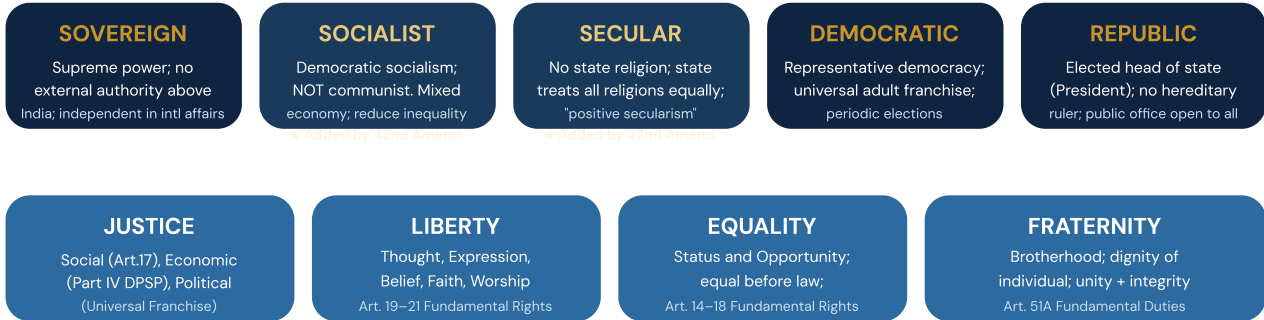 SOVEREIGN
Supreme power; no
external authority above
India; independent in intl affairs
SOCIALIST
Democratic socialism;
NOT communist. Mixed
economy; reduce inequality
★ Added by 42nd Amend.
SECULAR
No state religion; state
treats all religions equally;
"positive secularism"
★ Added by 42nd Amend.
DEMOCRATIC
Representative democracy;
universal adult franchise;
periodic elections
REPUBLIC
Elected head of state
(President); no hereditary
ruler; public office open to all
JUSTICE
Social (Art.17), Economic
(Part IV DPSP), Political
(Universal Franchise)
LIBERTY
Thought, Expression,
Belief, Faith, Worship
Art. 19–21 Fundamental Rights
EQUALITY
Status and Opportunity;
equal before law;
Art. 14–18 Fundamental Rights
FRATERNITY
Brotherhood; dignity of
individual; unity + integrity
Art. 51A Fundamental Duties